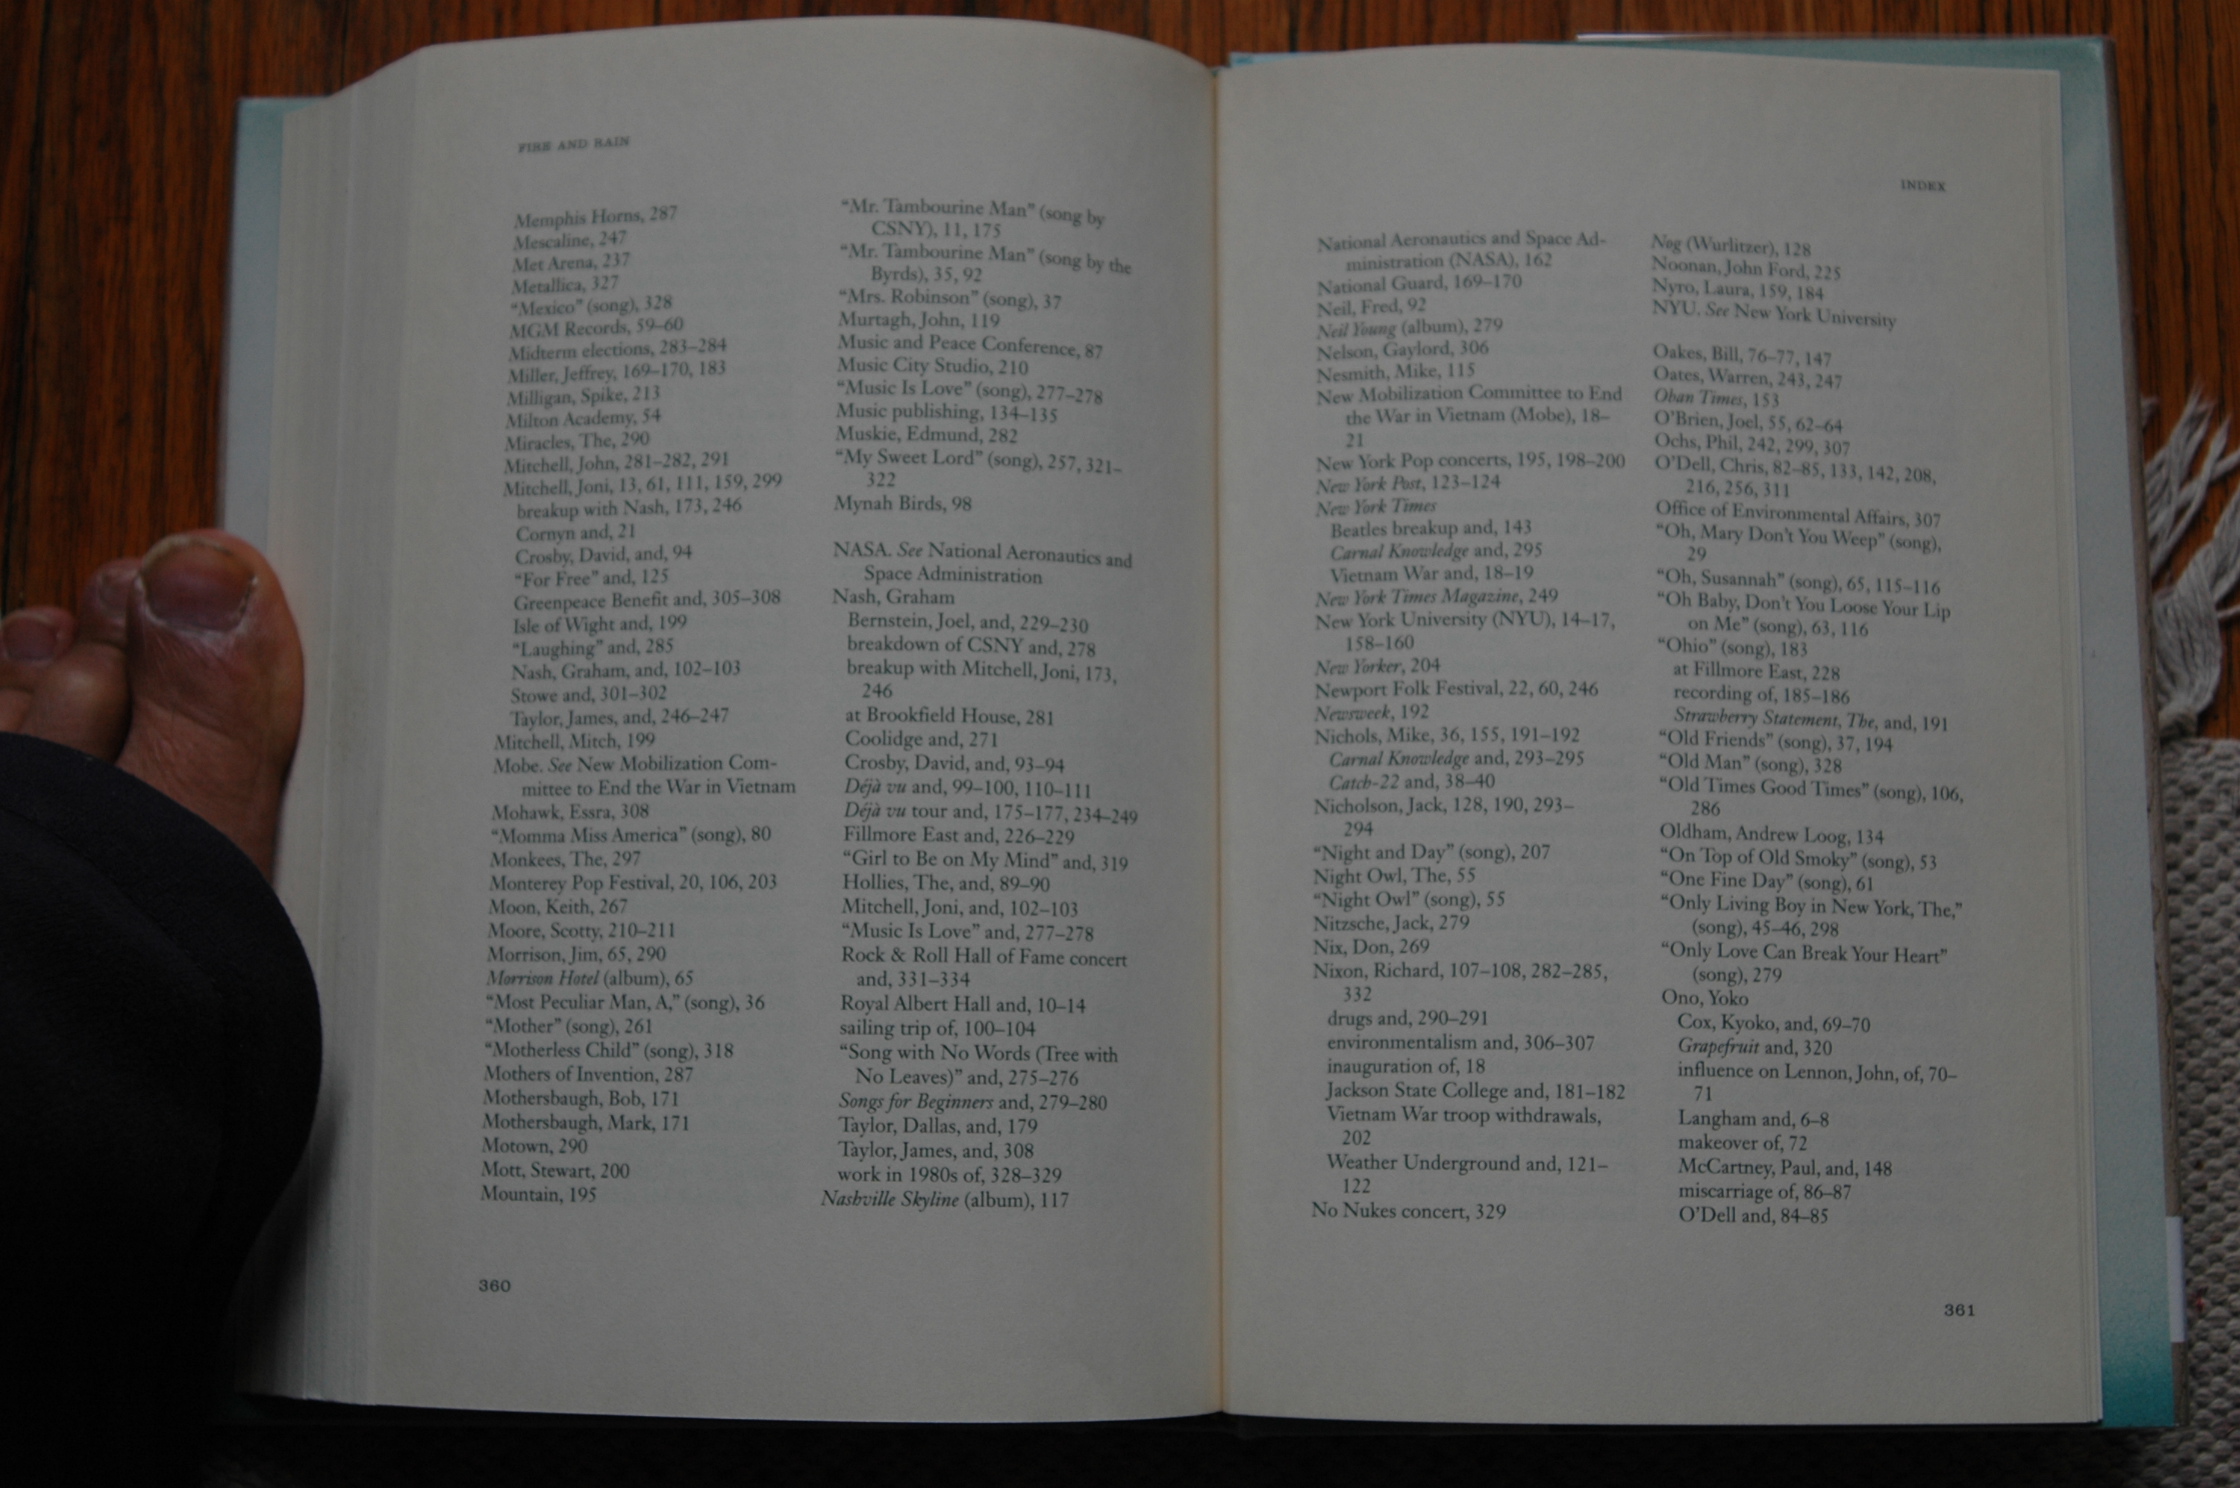 FIRE AND RAIN
Memphis Horns, 287
Mescaline, 247
Met Arena, 237
Metallica, 327
“Mexico” (song), 328
MGM Records, 59–60
Midterm elections, 283–284
Miller, Jeffrey, 169–170, 183
Milligan, Spike, 213
Milton Academy, 54
Miracles, The, 290
Mitchell, John, 281–282, 291
Mitchell, Joni, 13, 61, 111, 159, 299
breakup with Nash, 173, 246
Cornyn and, 21
Crosby, David, and, 94
“For Free” and, 125
Greenpeace Benefit and, 305–308
Isle of Wight and, 199
“Laughing” and, 285
Nash, Graham, and, 102–103
Stowe and, 301–302
Taylor, James, and, 246–247
Mitchell, Mitch, 199
Mobe. See New Mobilization Com-
mittee to End the War in Vietnam
Mohawk, Essra, 308
“Momma Miss America” (song), 80
Monkees, The, 297
Monterey Pop Festival, 20, 106, 203
Moon, Keith, 267
Moore, Scotty, 210–211
Morrison, Jim, 65, 290
Morrison Hotel (album), 65
“Most Peculiar Man, A,” (song), 36
“Mother” (song), 261
“Motherless Child” (song), 318
Mothers of Invention, 287
Mothersbaugh, Bob, 171
Mothersbaugh, Mark, 171
Motown, 290
Mott, Stewart, 200
Mountain, 195
“Mr. Tambourine Man” (song by
CSNY), 11, 175
“Mr. Tambourine Man” (song by the
Byrds), 35, 92
“Mrs. Robinson” (song), 37
Murtagh, John, 119
Music and Peace Conference, 87
Music City Studio, 210
“Music Is Love” (song), 277–278
Music publishing, 134–135
Muskie, Edmund, 282
“My Sweet Lord” (song), 257, 321–
322
Mynah Birds, 98
NASA. See National Aeronautics and
Space Administration
Nash, Graham
Bernstein, Joel, and, 229–230
breakdown of CSNY and, 278
breakup with Mitchell, Joni, 173,
246
at Brookfield House, 281
Coolidge and, 271
Crosby, David, and, 93–94
Déjà vu and, 99–100, 110–111
Déjà vu tour and, 175–177, 234–249
Fillmore East and, 226–229
“Girl to Be on My Mind” and, 319
Hollies, The, and, 89–90
Mitchell, Joni, and, 102–103
“Music Is Love” and, 277–278
Rock & Roll Hall of Fame concert
and, 331–334
Royal Albert Hall and, 10–14
sailing trip of, 100–104
“Song with No Words (Tree with
No Leaves)” and, 275–276
Songs for Beginners and, 279–280
Taylor, Dallas, and, 179
Taylor, James, and, 308
work in 1980s of, 328–329
Nashville Skyline (album), 117
360
INDEX
National Aeronautics and Space Ad-
ministration (NASA), 162
National Guard, 169–170
Neil, Fred, 92
Neil Young (album), 279
Nelson, Gaylord, 306
Nesmith, Mike, 115
New Mobilization Committee to End
the War in Vietnam (Mobe), 18–
21
New York Pop concerts, 195, 198–200
New York Post, 123–124
New York Times
Beatles breakup and, 143
Carnal Knowledge and, 295
Vietnam War and, 18–19
New York Times Magazine, 249
New York University (NYU), 14–17,
158–160
New Yorker, 204
Newport Folk Festival, 22, 60, 246
Newsweek, 192
Nichols, Mike, 36, 155, 191–192
Carnal Knowledge and, 293–295
Catch-22 and, 38–40
Nicholson, Jack, 128, 190, 293–
294
“Night and Day” (song), 207
Night Owl, The, 55
“Night Owl” (song), 55
Nitzsche, Jack, 279
Nix, Don, 269
Nixon, Richard, 107–108, 282–285,
332
drugs and, 290–291
environmentalism and, 306–307
inauguration of, 18
Jackson State College and, 181–182
Vietnam War troop withdrawals,
202
Weather Underground and, 121–
122
No Nukes concert, 329
Nog (Wurlitzer), 128
Noonan, John Ford, 225
Nyro, Laura, 159, 184
NYU. See New York University
Oakes, Bill, 76–77, 147
Oates, Warren, 243, 247
Oban Times, 153
O’Brien, Joel, 55, 62–64
Ochs, Phil, 242, 299, 307
O’Dell, Chris, 82–85, 133, 142, 208,
216, 256, 311
Office of Environmental Affairs, 307
“Oh, Mary Don’t You Weep” (song),
29
“Oh, Susannah” (song), 65, 115–116
“Oh Baby, Don’t You Loose Your Lip
on Me” (song), 63, 116
“Ohio” (song), 183
at Fillmore East, 228
recording of, 185–186
Strawberry Statement, The, and, 191
“Old Friends” (song), 37, 194
“Old Man” (song), 328
“Old Times Good Times” (song), 106,
286
Oldham, Andrew Loog, 134
“On Top of Old Smoky” (song), 53
“One Fine Day” (song), 61
“Only Living Boy in New York, The,”
(song), 45–46, 298
“Only Love Can Break Your Heart”
(song), 279
Ono, Yoko
Cox, Kyoko, and, 69–70
Grapefruit and, 320
influence on Lennon, John, of, 70–
71
Langham and, 6–8
makeover of, 72
McCartney, Paul, and, 148
miscarriage of, 86–87
O’Dell and, 84–85
361